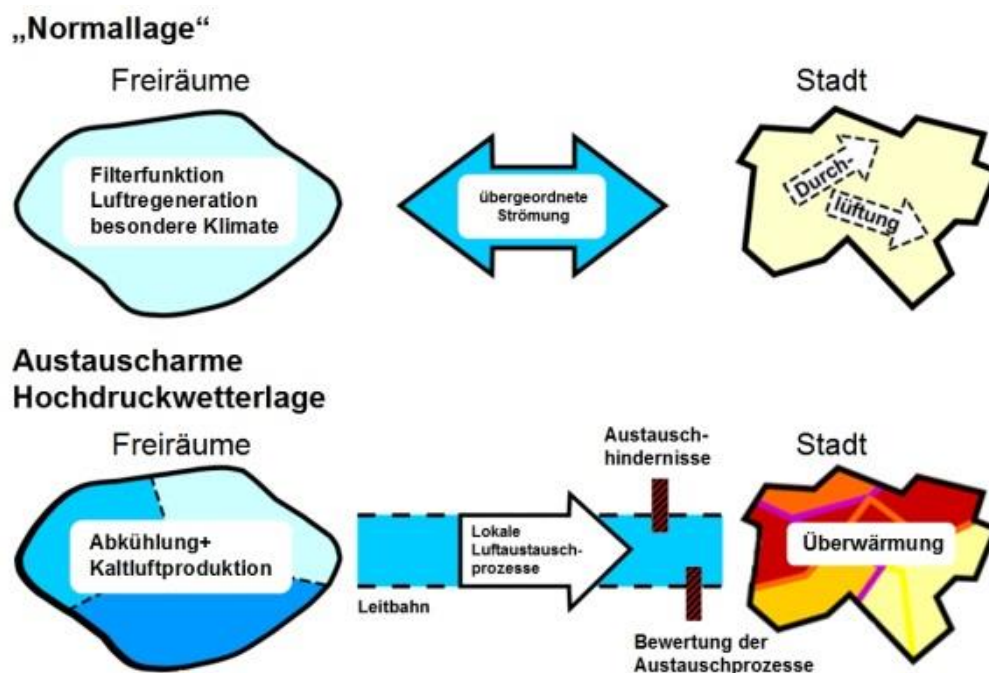 „Normallage“
Freiräume
Stadt
Filterfunktion
Luftregeneration
besondere Klimate
übergeordnete
Strömung
Durch-
lüftung
Austauscharme
Hochdruckwetterlage
Freiräume
Austausch-
hindernisse
Stadt
Abkühlung+
Kaltluftproduktion
Lokale
Luftaustausch-
prozesse
Überwärmung
Leitbahn
Bewertung der
Austauschprozesse